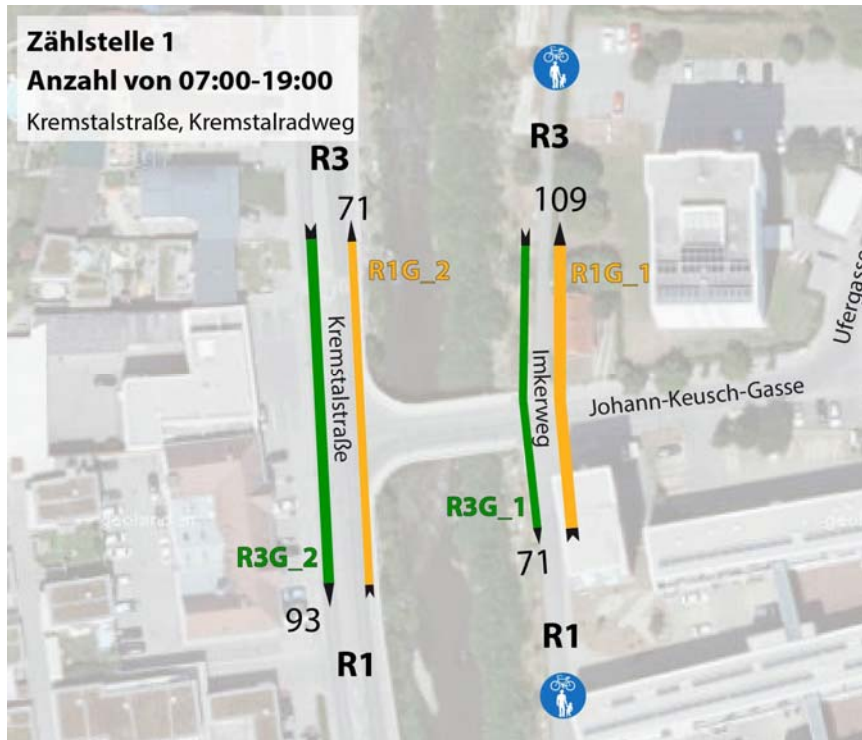 Zählstelle 1
Anzahl von 07:00-19:00
Kremstalstraße, Kremstalradweg
R3
R3
71
109
R1G_2
R1G_1
Ufergasse
Kremstalstraße
Imkerweg
Johann-Keusch-Gasse
R3G_1
R3G_2
71
93
R1
R1